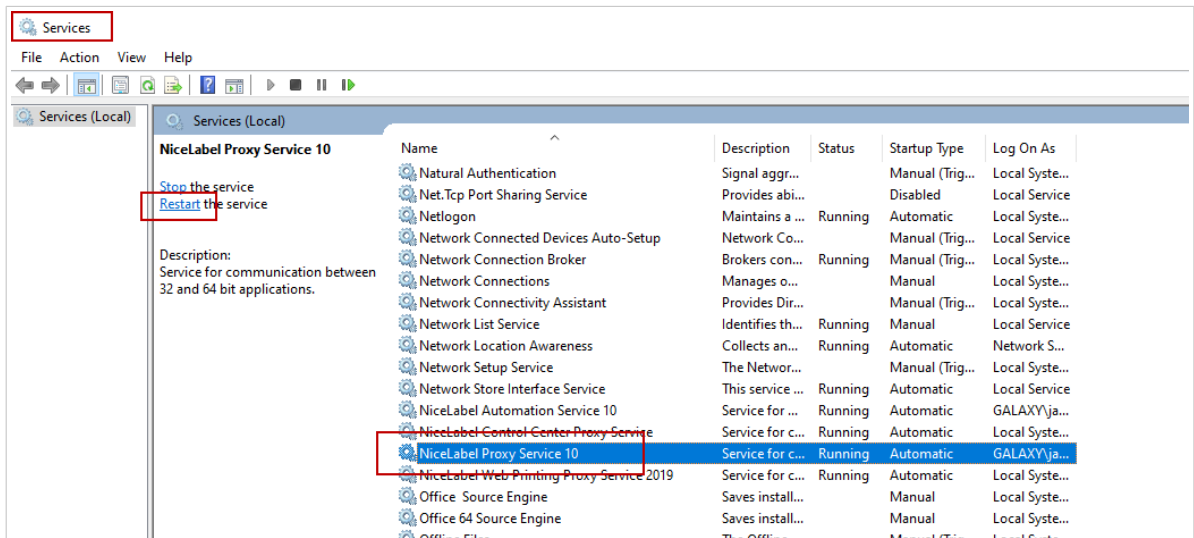 Services
File Action View Help
Services (Local)
Services (Local)
NiceLabel Proxy Service 10
Stop the service
Restart the service
Description:
Service for communication between
32 and 64 bit applications.
Name Description Status Startup Type Log On As
Natural Authentication Signal aggr... Manual (Trig... Local Syste...
Net.Tcp Port Sharing Service Provides abi... Disabled Local Service
Netlogon Maintains a ... Running Automatic Local Syste...
Network Connected Devices Auto-Setup Network Co... Manual (Trig... Local Service
Network Connection Broker Brokers con... Running Manual (Trig... Local Syste...
Network Connections Manages o... Manual Local Syste...
Network Connectivity Assistant Provides Dir... Manual (Trig... Local Syste...
Network List Service Identifies th... Running Manual Local Service
Network Location Awareness Collects an... Running Automatic Network S...
Network Setup Service The Networ... Manual (Trig... Local Syste...
Network Store Interface Service This service ... Running Automatic Local Service
NiceLabel Automation Service 10 Service for ... Running Automatic GALAXY\ja...
NiceLabel Control Center Proxy Service Service for c... Running Automatic Local Syste...
NiceLabel Proxy Service 10 Service for c... Running Automatic GALAXY\ja...
NiceLabel Web Printing Proxy Service 2019 Service for c... Running Automatic Local Syste...
Office Source Engine Saves install... Manual Local Syste...
Office 64 Source Engine Saves install... Manual Local Syste...